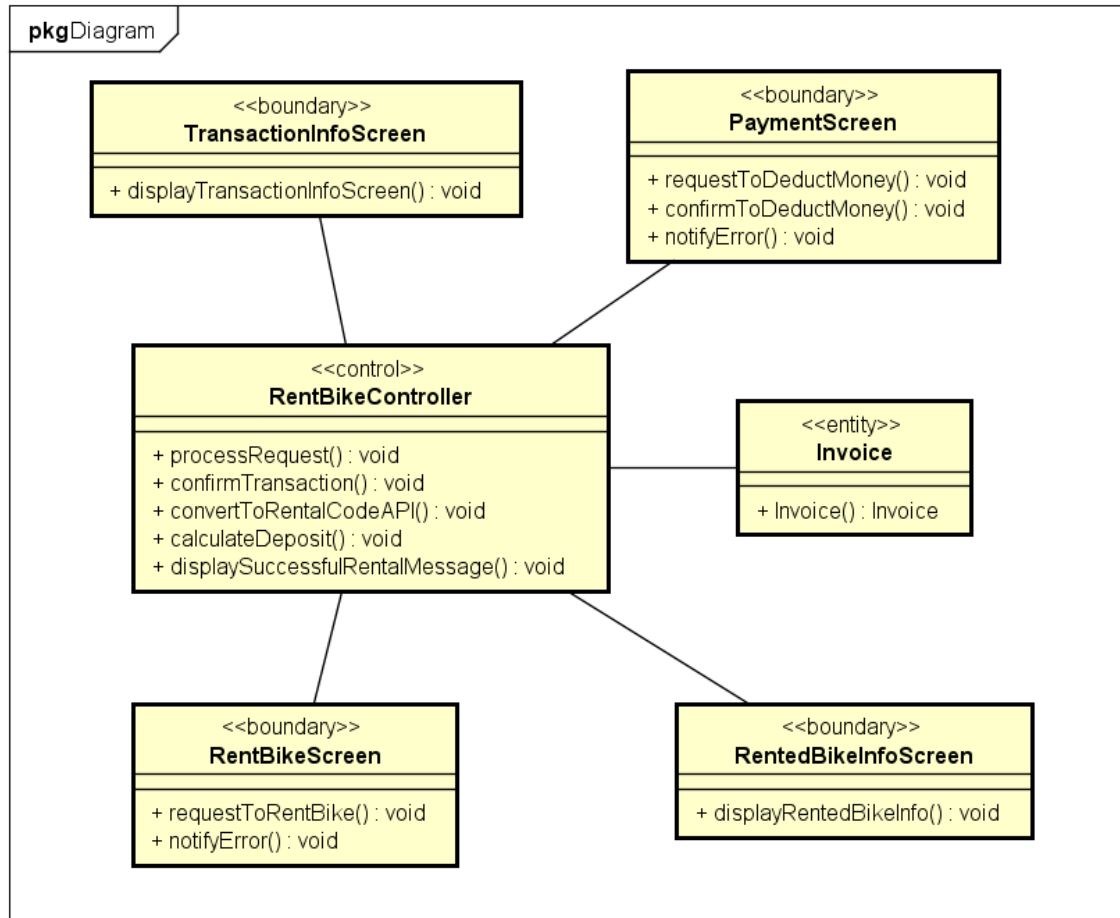 pkg Diagram
<<boundary>>
TransactionInfoScreen
+ displayTransactionInfoScreen() : void
<<boundary>>
PaymentScreen
+ requestToDeductMoney() : void
+ confirmToDeductMoney() : void
+ notifyError() : void
<<control>>
RentBikeController
+ processRequest() : void
+ confirmTransaction() : void
+ convertToRentalCodeAPI() : void
+ calculateDeposit() : void
+ displaySuccessfulRentalMessage() : void
<<entity>>
Invoice
+ Invoice() : Invoice
<<boundary>>
RentBikeScreen
+ requestToRentBike() : void
+ notifyError() : void
<<boundary>>
RentedBikeInfoScreen
+ displayRentedBikeInfo() : void